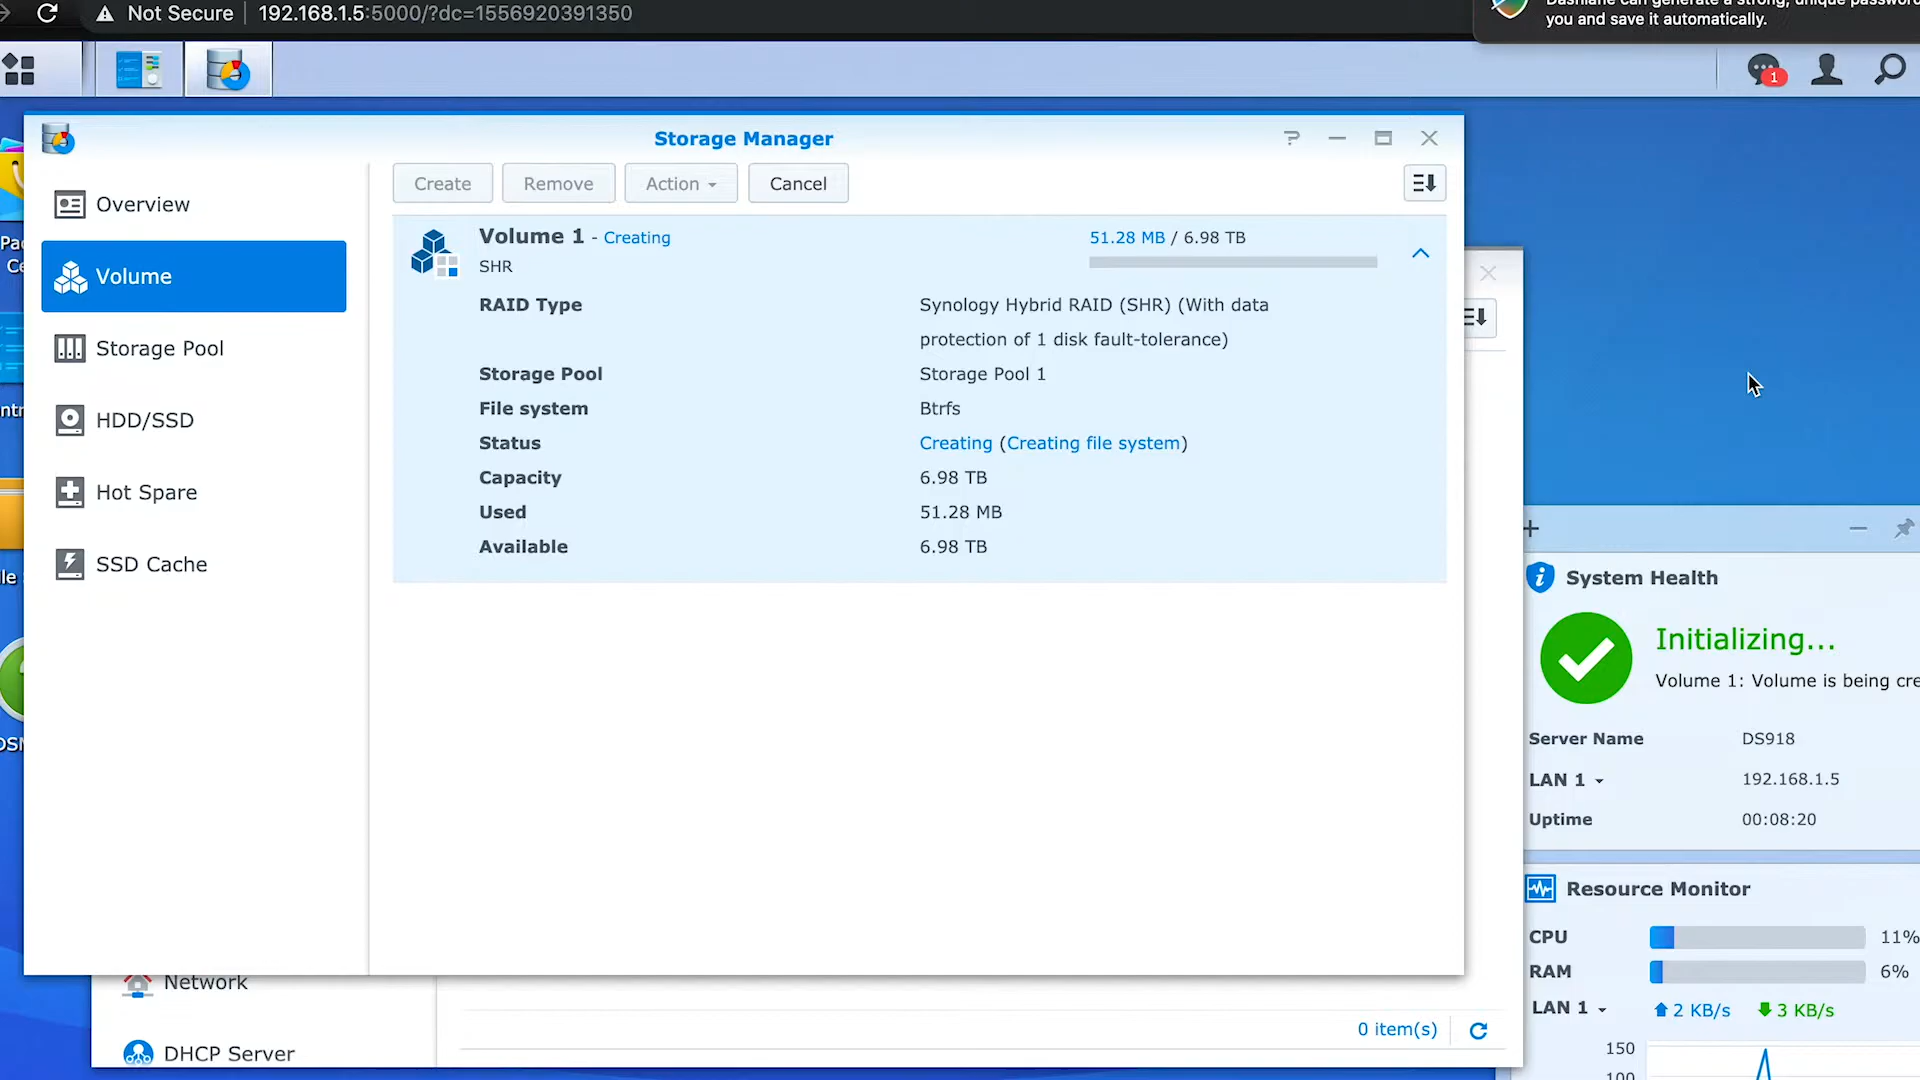 Not Secure
192.168.1.5:5000/?dc=1556920391350
can generate a strong, unique
you and save it automatically.
1
Storage Manager
Create
Remove
Action
Cancel
Overview
Volume
Storage Pool
HDD/SSD
Hot Spare
SSD Cache
Volume 1 - Creating
SHR
51.28 MB / 6.98 TB
RAID Type
Synology Hybrid RAID (SHR) (With data
protection of 1 disk fault-tolerance)
Storage Pool
Storage Pool 1
File system
Btrfs
Status
Creating (Creating file system)
Capacity
6.98 TB
Used
51.28 MB
Available
6.98 TB
System Health
Initializing...
Volume 1: Volume is being cre
Server Name
DS918
LAN 1
192.168.1.5
Uptime
00:08:20
Resource Monitor
CPU
11%
RAM
6%
LAN 1
2 KB/s
3 KB/s
150
100
Network
DHCP Server
0 item(s)